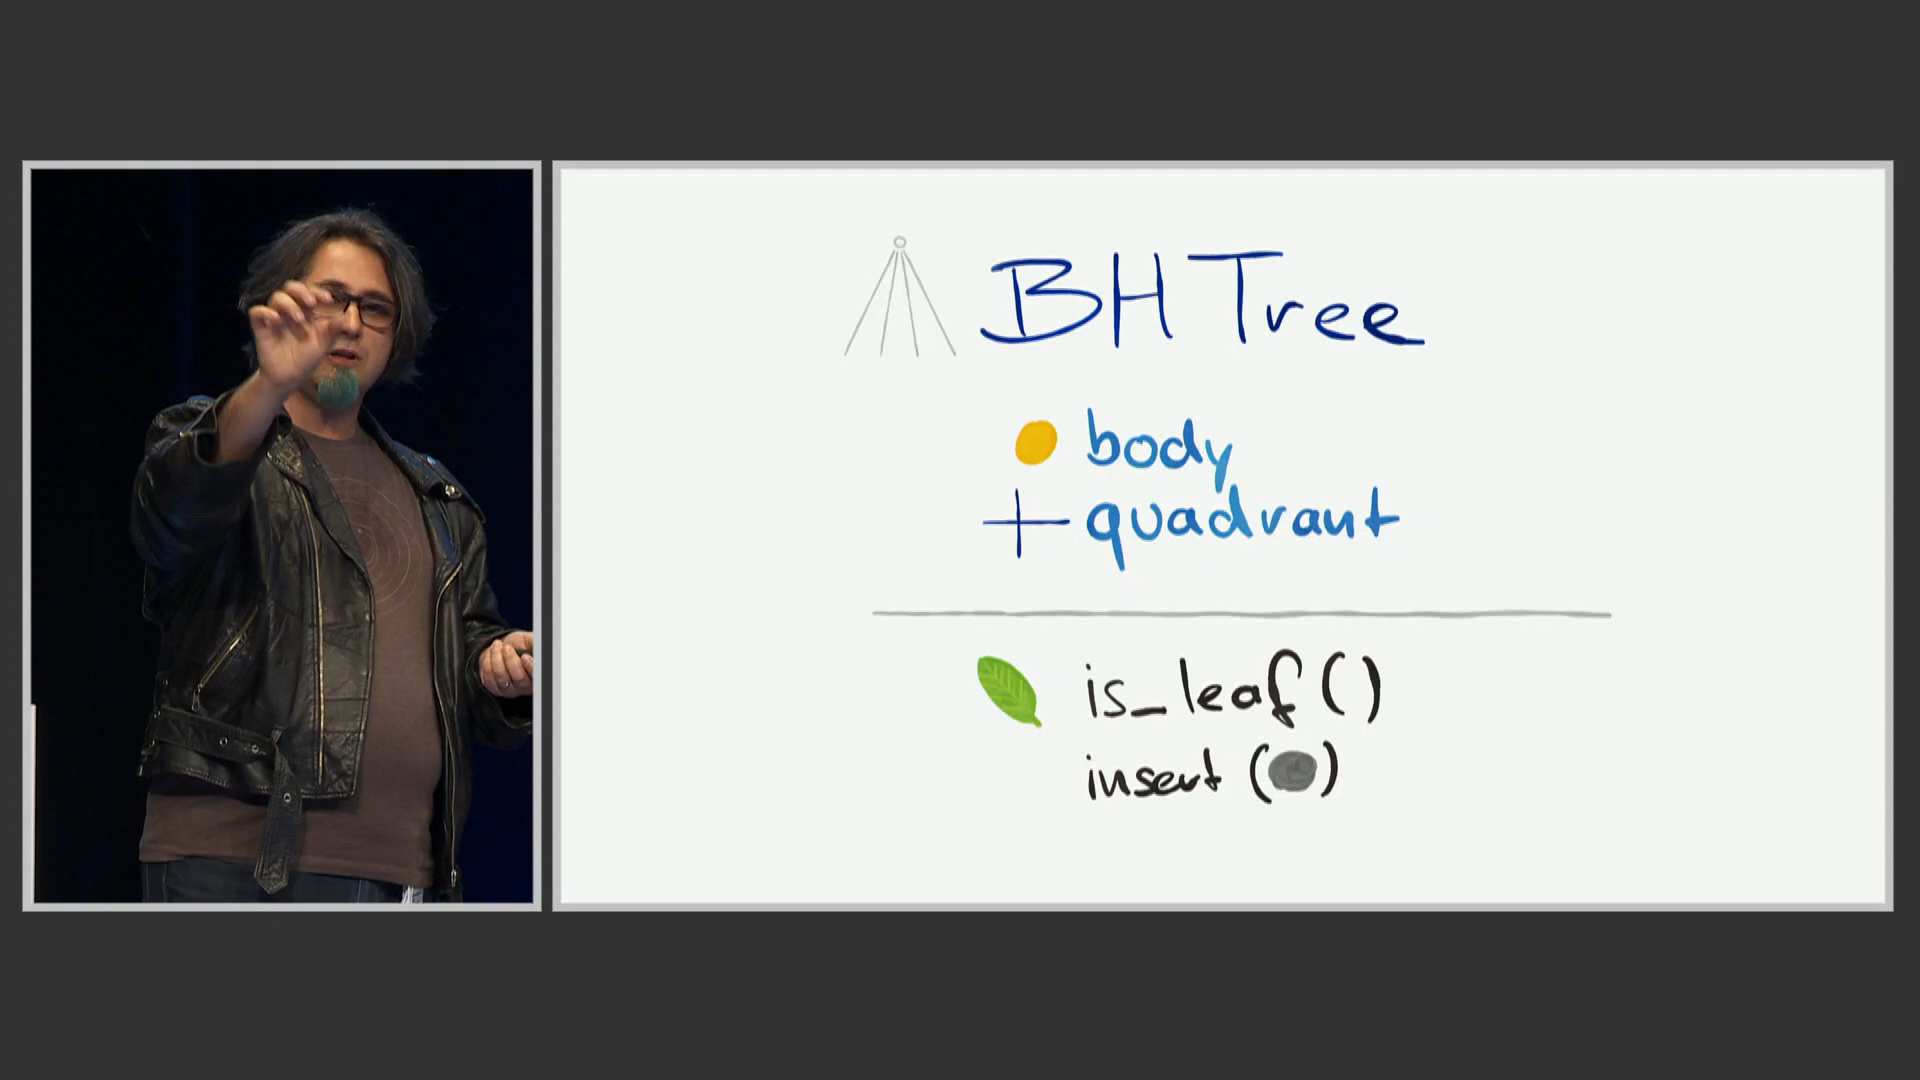 BH Tree
body
quadrant
is_leaf()
insert ( )